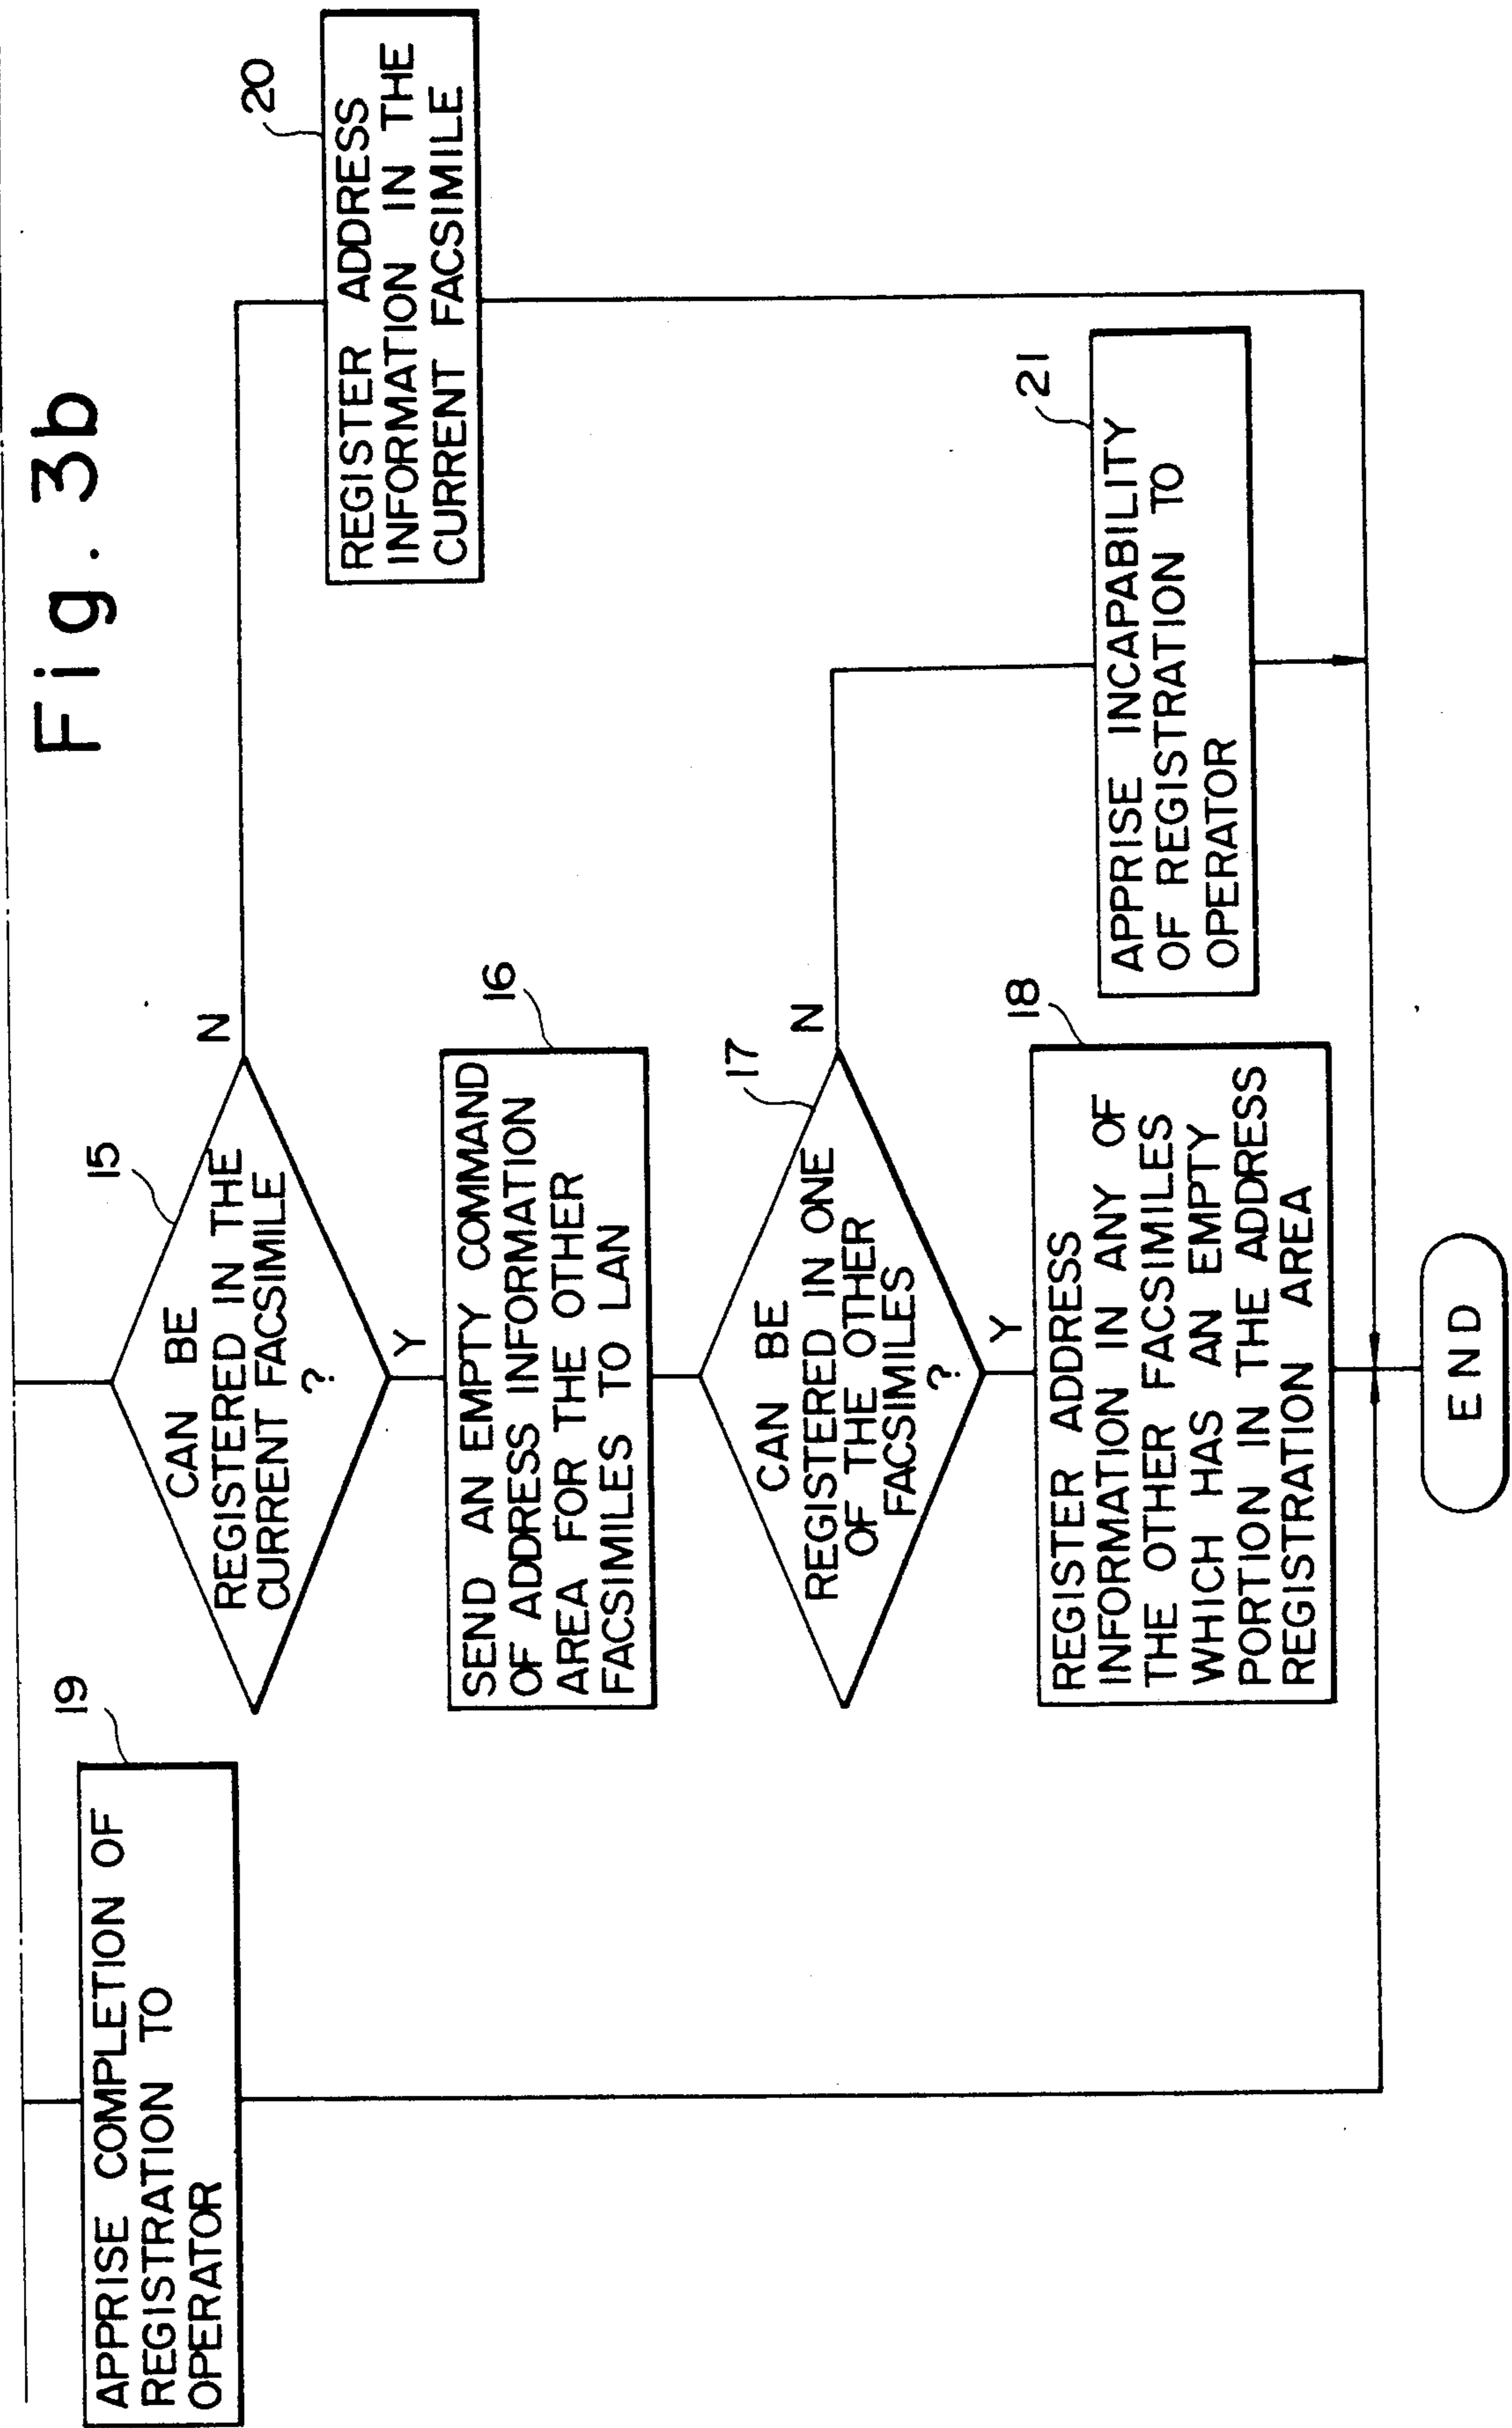 Fig. 3b
19
APPRISE COMPLETION OF
REGISTRATION TO
OPERATOR
15
CAN BE
REGISTERED IN THE
CURRENT FACSIMILE
?
N
Y
20
REGISTER ADDRESS
INFORMATION IN THE
CURRENT FACSIMILE
16
SEND AN EMPTY COMMAND
OF ADDRESS INFORMATION
AREA FOR THE OTHER
FACSIMILES TO LAN
17
CAN BE
REGISTERED IN ONE
OF THE OTHER
FACSIMILES
?
N
Y
21
APPRISE INCAPABILITY
OF REGISTRATION TO
OPERATOR
18
REGISTER ADDRESS
INFORMATION IN ANY OF
THE OTHER FACSIMILES
WHICH HAS AN EMPTY
PORTION IN THE ADDRESS
REGISTRATION AREA
END